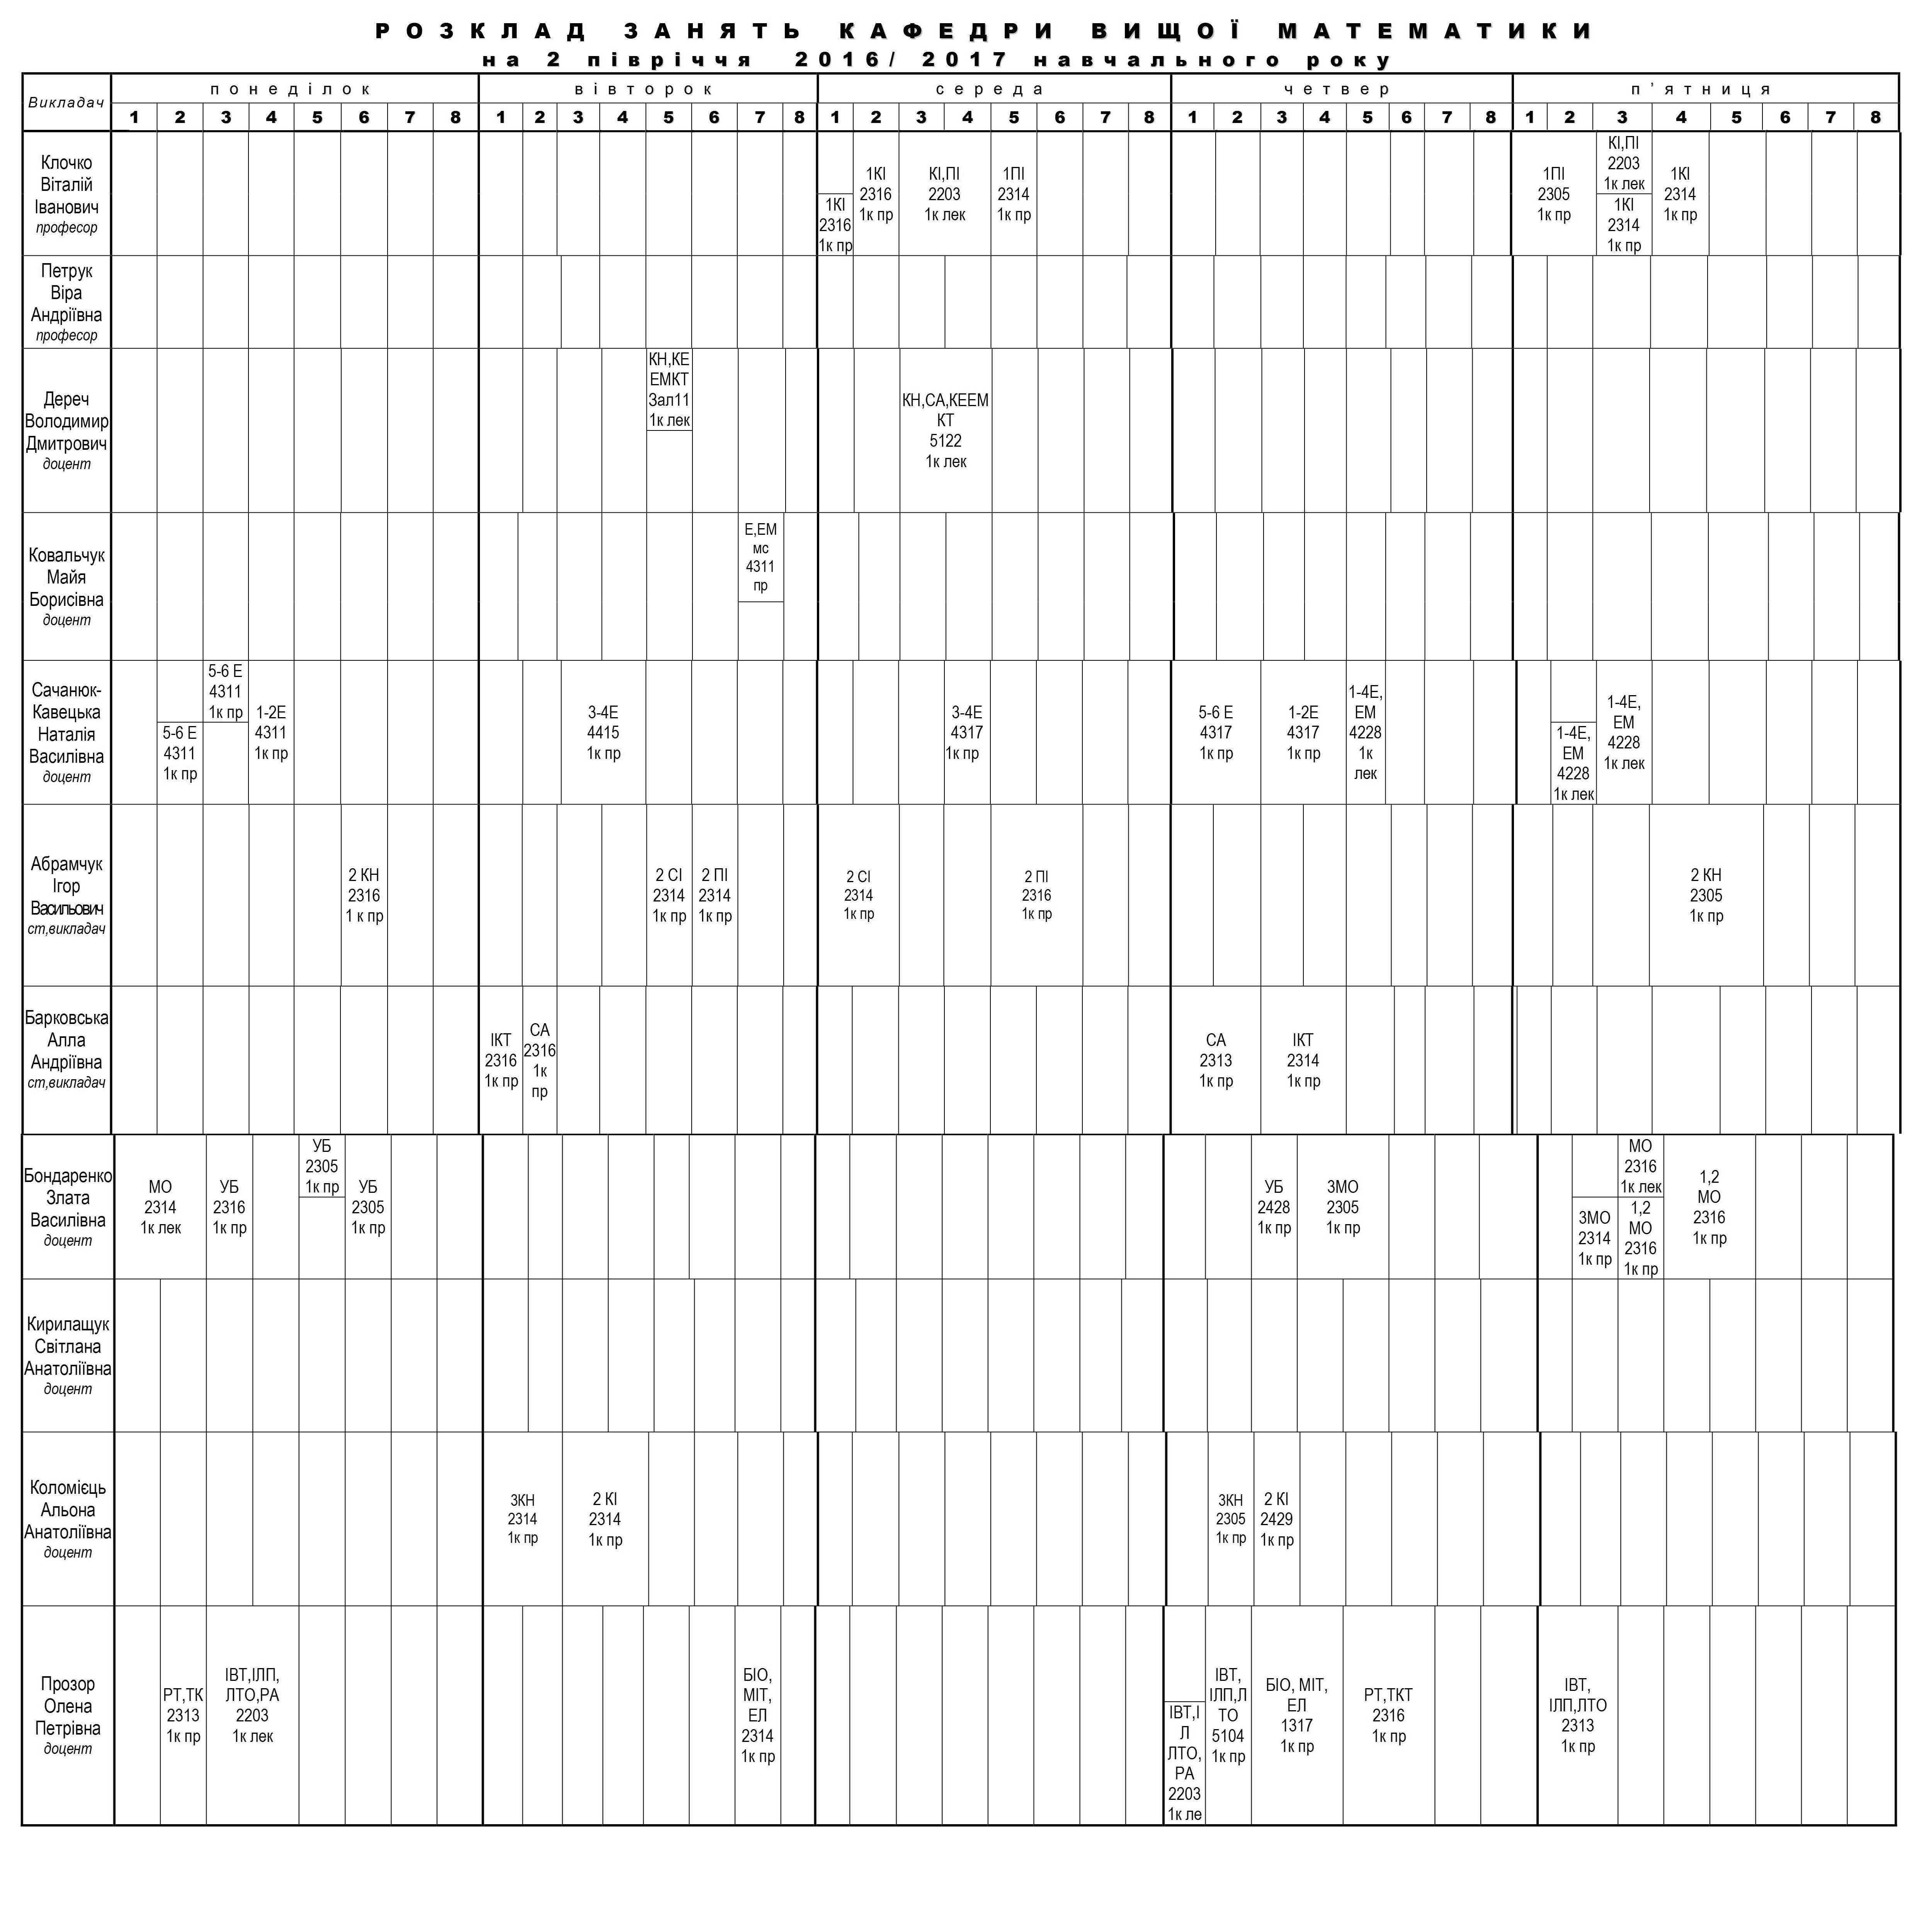 РОЗКЛАД ЗАНЯТЬ КАФЕДРИ ВИЩОЇ МАТЕМАТИКИ
на 2 півріччя 2016/ 2017 навчального року
Викладач
понеділок
вівторок
середа
четвер
п’ятниця
1 2 3 4 5 6 7 8 1 2 3 4 5 6 7 8 1 2 3 4 5 6 7 8 1 2 3 4 5 6 7 8 1 2 3 4 5 6 7 8
Клочко
Віталій
Іванович
професор
1КІ
2316
1к пр
1КІ
2316
1к пр
КІ,ПІ
2203
1к лек
1ПІ
2314
1к пр
1ПІ
2305
1к пр
КІ,ПІ
2203
1к лек
1КІ
2314
1к пр
1КІ
2314
1к пр
Петрук
Віра
Андріївна
професор
Дереч
Володимир
Дмитрович
доцент
КН,КЕ
ЕМКТ
Зал11
1к лек
КН,СА,КЕЕМ
КТ
5122
1к лек
Ковальчук
Майя
Борисівна
доцент
Е,ЕМ
мс
4311
пр
Сачанюк-
Кавецька
Наталія
Василівна
доцент
5-6 Е
4311
1к пр
5-6 Е
4311
1к пр
1-2Е
4311
1к пр
3-4Е
4415
1к пр
3-4Е
4317
1к пр
5-6 Е
4317
1к пр
1-2Е
4317
1к пр
1-4Е,
ЕМ
4228
1к
лек
1-4Е,
ЕМ
4228
1к лек
1-4Е,
ЕМ
4228
1к лек
Абрамчук
Ігор
Васильович
ст,викладач
2 КН
2316
1 к пр
2 СІ
2314
1к пр
2 ПІ
2314
1к пр
2 СІ
2314
1к пр
2 ПІ
2316
1к пр
2 КН
2305
1к пр
Барковська
Алла
Андріївна
ст,викладач
ІКТ
2316
1к пр
СА
2316
1к
пр
СА
2313
1к пр
ІКТ
2314
1к пр
Бондаренко
Злата
Василівна
доцент
МО
2314
1к лек
УБ
2316
1к пр
УБ
2305
1к пр
УБ
2305
1к пр
УБ
2428
1к пр
3МО
2305
1к пр
3МО
2314
1к пр
МО
2316
1к лек
1,2
МО
2316
1к пр
1,2
МО
2316
1к пр
Кирилащук
Світлана
Анатоліївна
доцент
Коломієць
Альона
Анатоліївна
доцент
3КН
2314
1к пр
2 КІ
2314
1к пр
3КН
2305
1к пр
2 КІ
2429
1к пр
Прозор
Олена
Петрівна
доцент
РТ,ТК
2313
1к пр
ІВТ,ІЛП,
ЛТО,РА
2203
1к лек
БІО,
МІТ,
ЕЛ
2314
1к пр
ІВТ,І
Л
ЛТО,
РА
2203
1к ле
ІВТ,
ІЛП,Л
ТО
5104
1к пр
БІО, МІТ,
ЕЛ
1317
1к пр
РТ,ТКТ
2316
1к пр
ІВТ,
ІЛП,ЛТО
2313
1к пр